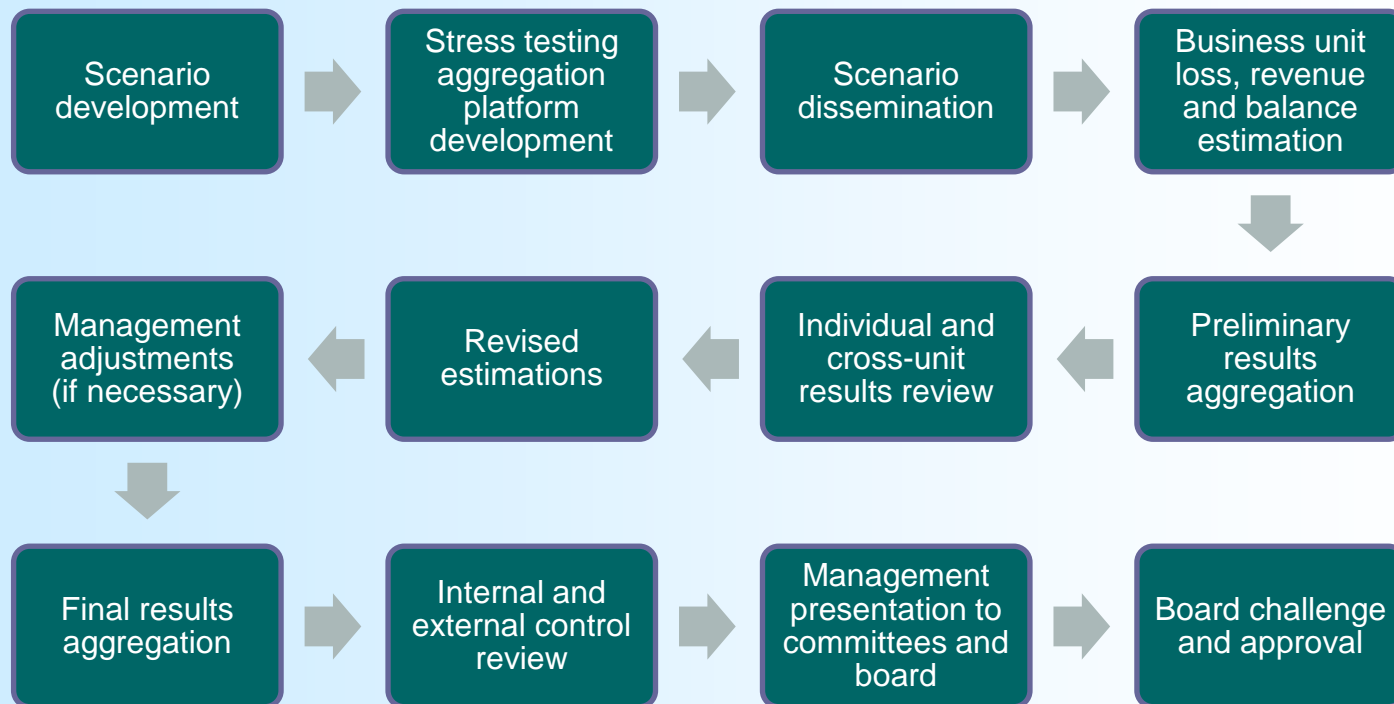 Scenario
development
Stress testing
aggregation
platform
development
Scenario
dissemination
Business unit
loss, revenue
and balance
estimation
Preliminary
results
aggregation
Individual and
cross-unit
results review
Revised
estimations
Management
adjustments
(if necessary)
Final results
aggregation
Internal and
external control
review
Management
presentation to
committees and
board
Board challenge
and approval